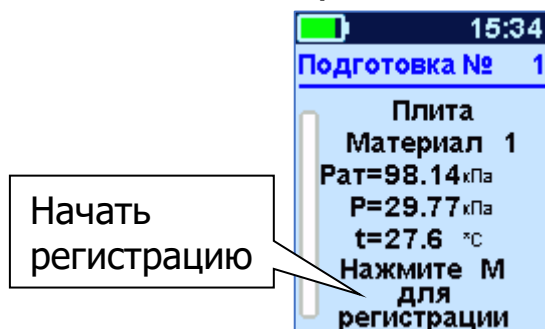 15:34
Подготовка № 1
Плита
Материал 1
Рат=98.14кПа
Р=29.77кПа
t=27.6 °С
Нажмите М
для
регистрации
Начать
регистрацию